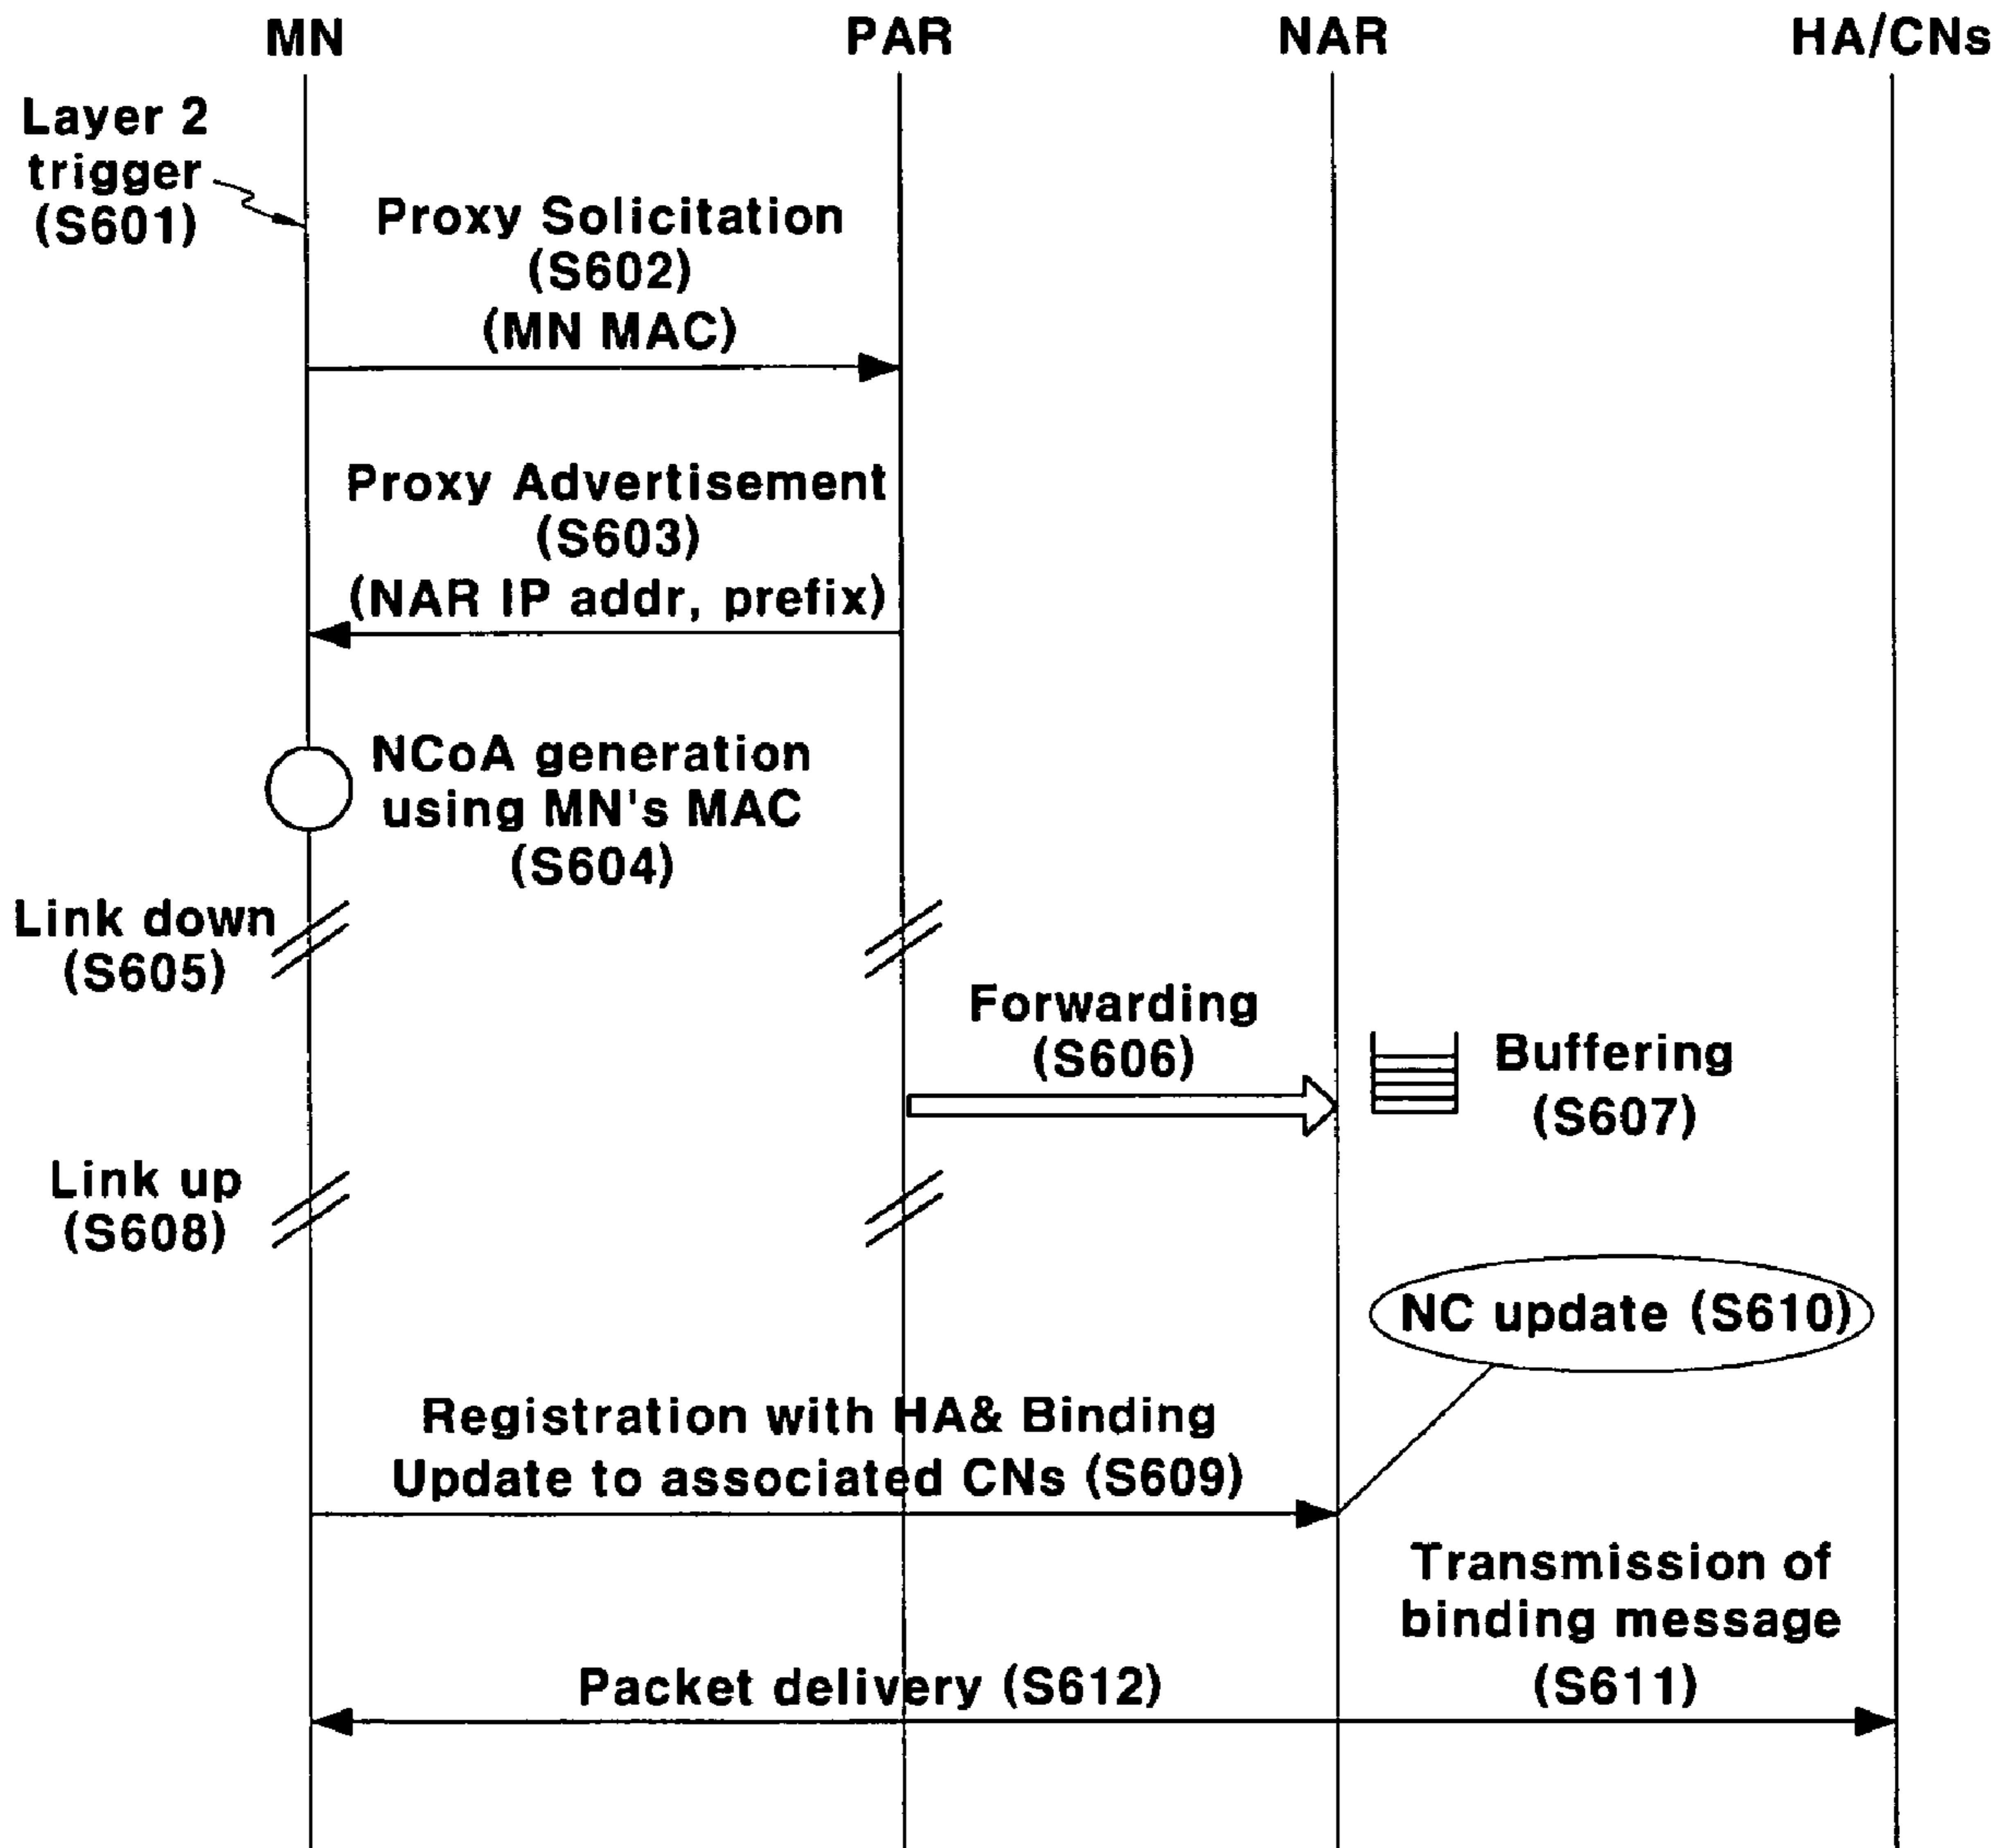 MN
PAR
NAR
HA/CNs
Layer 2
trigger
(S601)
Proxy Solicitation
(S602)
(MN MAC)
Proxy Advertisement
(S603)
(NAR IP addr, prefix)
NCoA generation
using MN's MAC
(S604)
Link down
(S605)
Forwarding
(S606)
Buffering
(S607)
Link up
(S608)
NC update (S610)
Registration with HA& Binding
Update to associated CNs (S609)
Transmission of
binding message
(S611)
Packet delivery (S612)